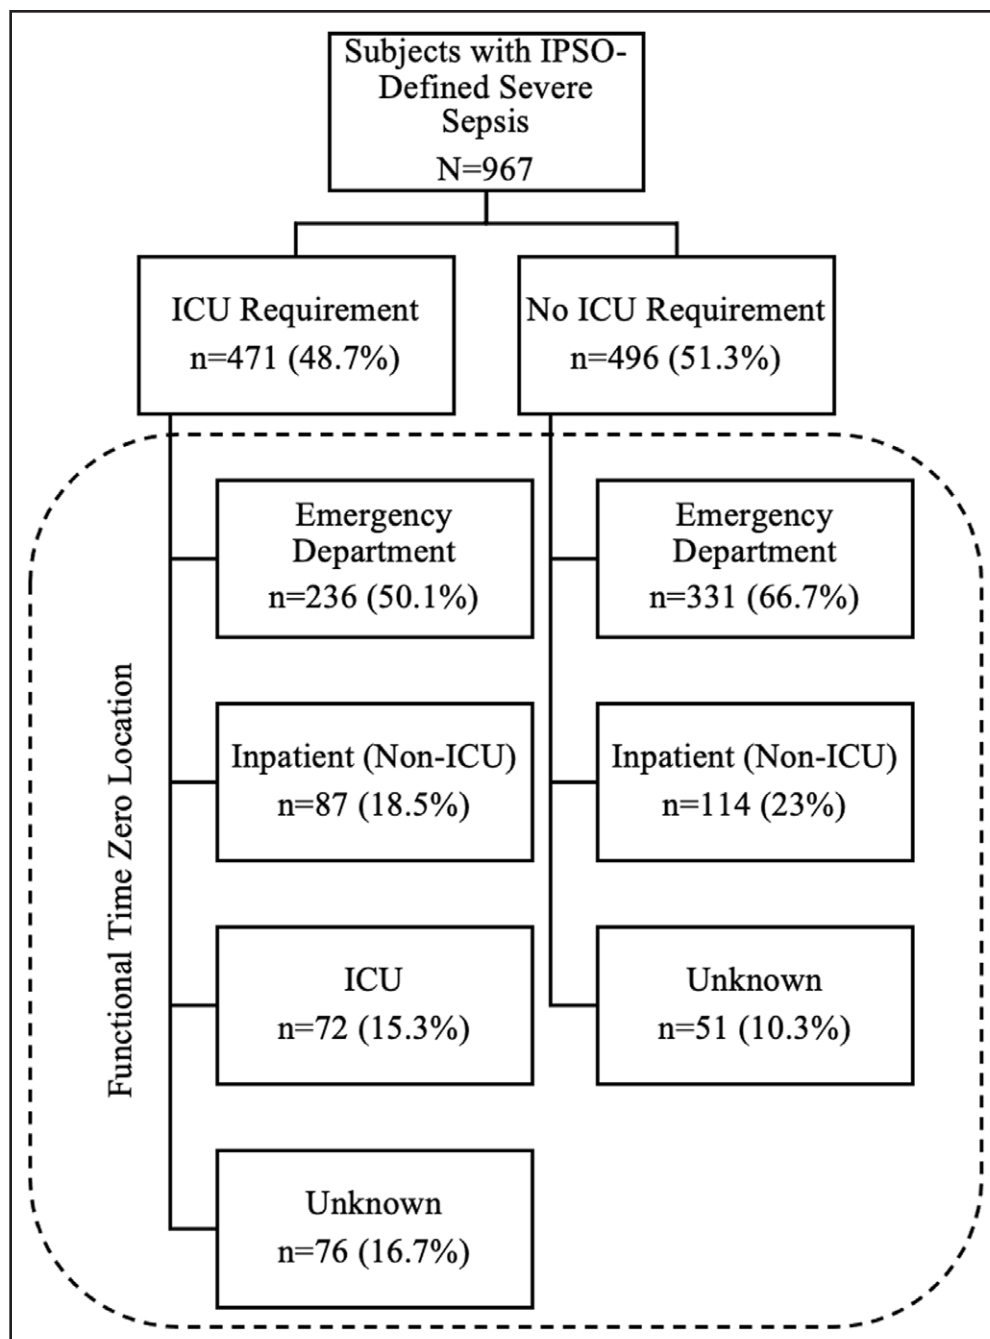 Subjects with IPSO-
Defined Severe
Sepsis
N=967
ICU Requirement
n=471 (48.7%)
No ICU Requirement
n=496 (51.3%)
Functional Time Zero Location
Emergency
Department
n=236 (50.1%)
Inpatient (Non-ICU)
n=87 (18.5%)
ICU
n=72 (15.3%)
Unknown
n=76 (16.7%)
Emergency
Department
n=331 (66.7%)
Inpatient (Non-ICU)
n=114 (23%)
Unknown
n=51 (10.3%)